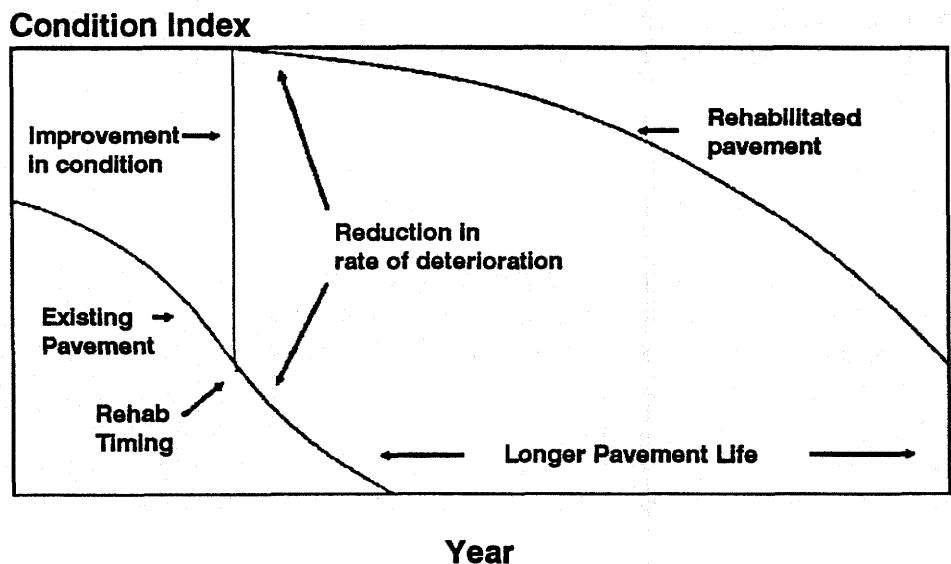 Condition Index
Improvement
in condition
Rehabilitated
pavement
Reduction in
rate of deterioration
Existing
Pavement
Rehab
Timing
Longer Pavement Life
Year